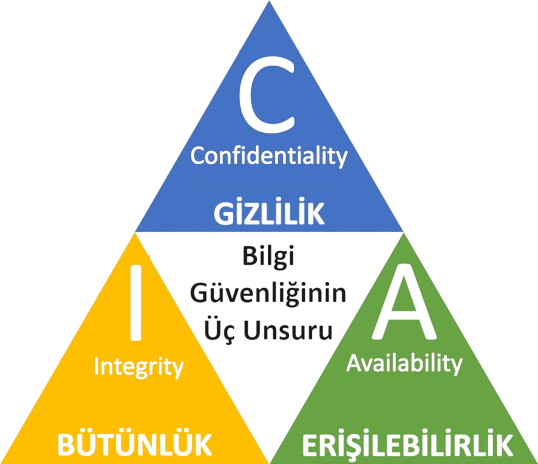 C
Confidentiality
GİZLİLİK
Bilgi
Güvenliğinin
Üç Unsuru
I
Integrity
BÜTÜNLÜK
A
Availability
ERİŞİLEBİLİRLİK